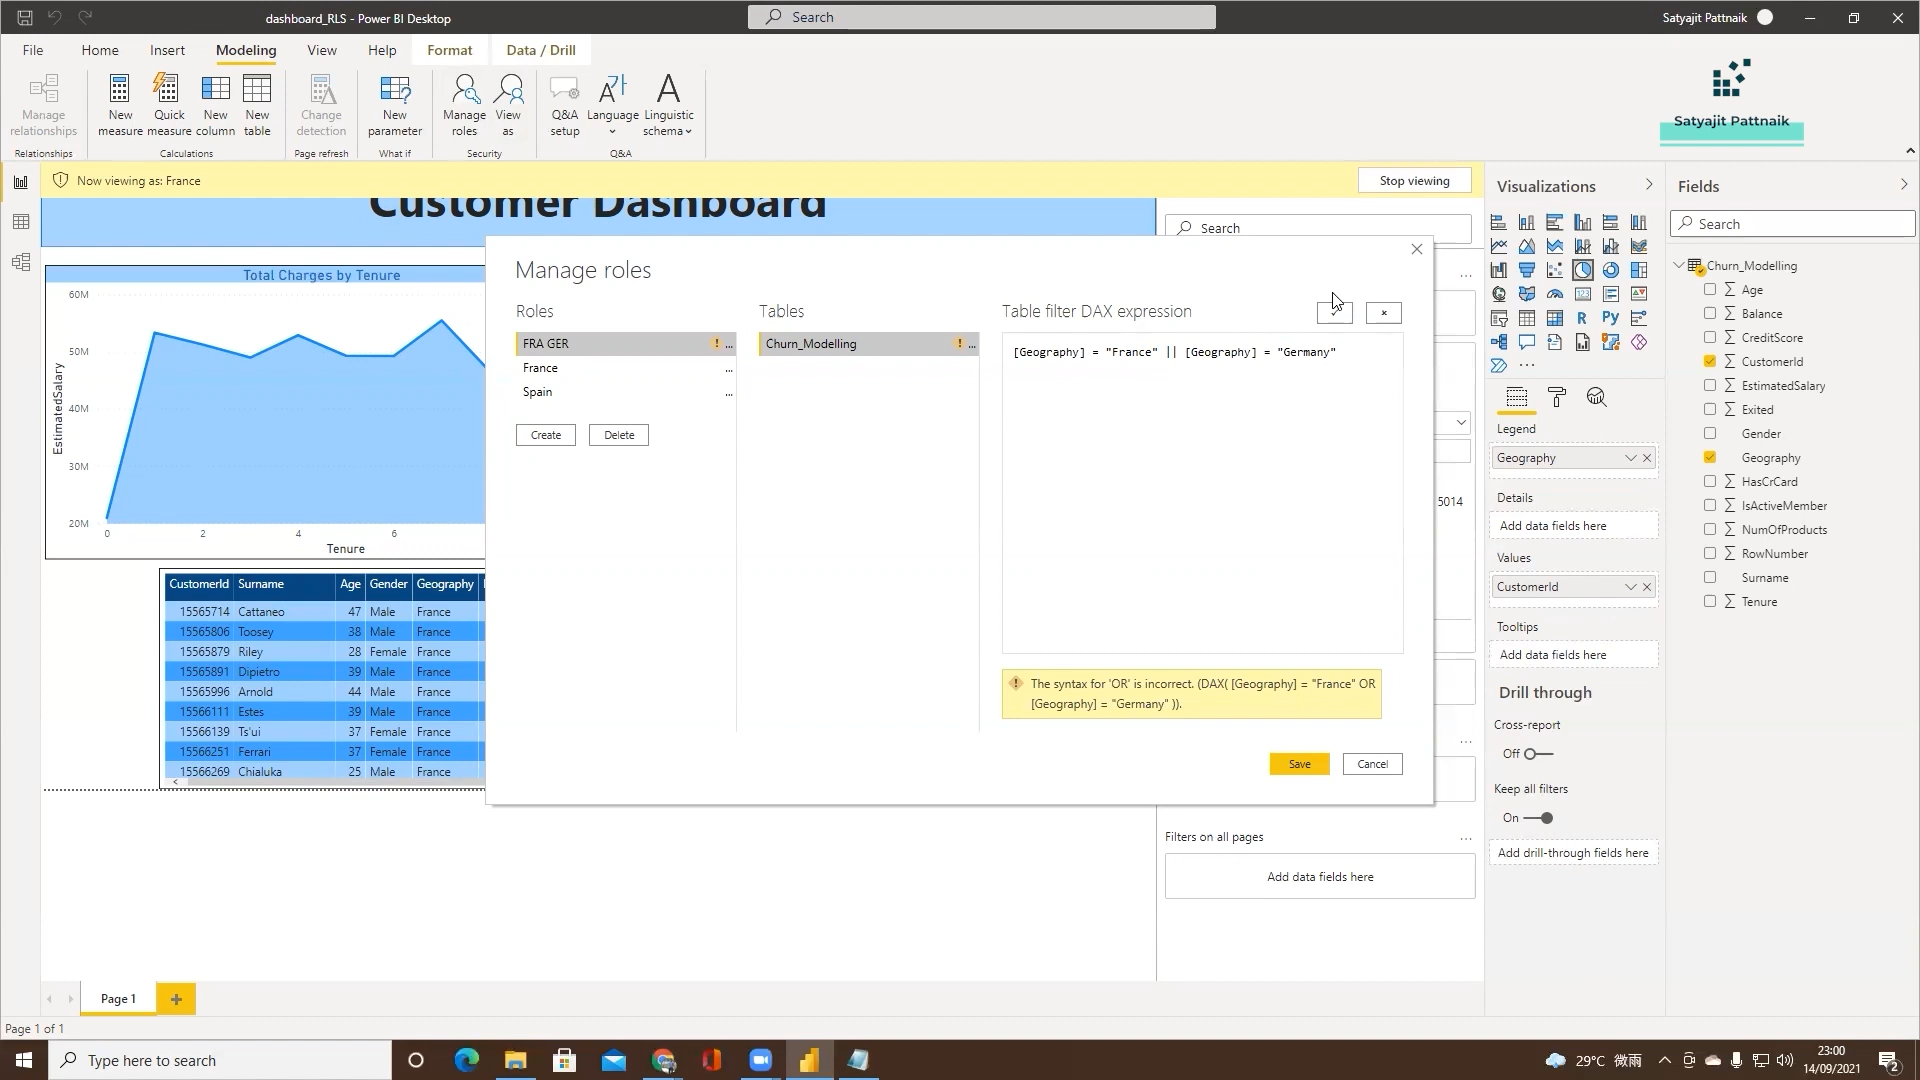 dashboard_RLS - Power BI Desktop
Search
Satyajit Pattnaik
File
Home
Insert
Modeling
View
Help
Format
Data / Drill
Manage relationships
New measure
Quick measure
New column
New table
Change detection
New parameter
Manage roles
View as
Q&A setup
Language
Linguistic schema
Relationships
Calculations
Page refresh
What if
Security
Q&A
Satyajit Pattnaik
Now viewing as: France
Stop viewing
Customer Dashboard
Search
Total Charges by Tenure
60M
50M
40M
30M
20M
EstimatedSalary
0
2
4
6
Tenure
CustomerId Surname Age Gender Geography
15565714 Cattaneo 47 Male France
15565806 Toosey 38 Male France
15565879 Riley 28 Female France
15565891 Dipietro 39 Male France
15565996 Arnold 44 Male France
15566111 Estes 39 Male France
15566139 Ts'ui 37 Female France
15566251 Ferrari 37 Female France
15566269 Chialuka 25 Male France
Manage roles
Roles
FRA GER
France
Spain
Create
Delete
Tables
Churn_Modelling
Table filter DAX expression
[Geography] = "France" || [Geography] = "Germany"
The syntax for 'OR' is incorrect. (DAX( [Geography] = "France" OR
[Geography] = "Germany" )).
Save
Cancel
5014
Filters on all pages
Add data fields here
Visualizations
R
Py
Legend
Geography
Details
Add data fields here
Values
CustomerId
Tooltips
Add data fields here
Drill through
Cross-report
Off
Keep all filters
On
Add drill-through fields here
Fields
Search
Churn_Modelling
Age
Balance
CreditScore
CustomerId
EstimatedSalary
Exited
Gender
Geography
HasCrCard
IsActiveMember
NumOfProducts
RowNumber
Surname
Tenure
Page 1
Page 1 of 1
Type here to search
29°C 微雨
23:00
14/09/2021
2